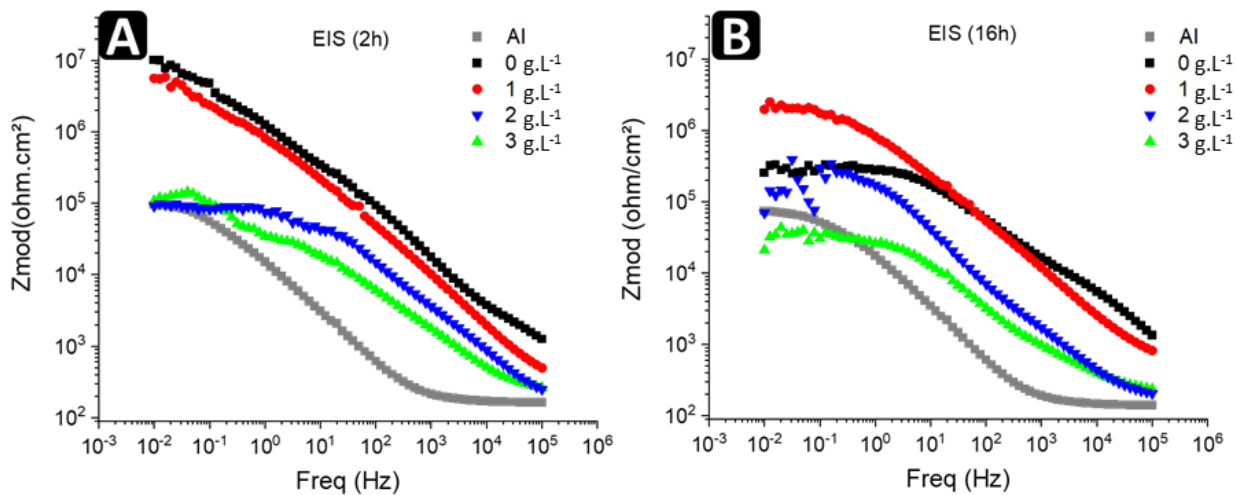 A
EIS (2h)
Al
0 g.L⁻¹
1 g.L⁻¹
2 g.L⁻¹
3 g.L⁻¹
Zmod(ohm.cm²)
10⁷
10⁶
10⁵
10⁴
10³
10²
10⁻³ 10⁻² 10⁻¹ 10⁰ 10¹ 10² 10³ 10⁴ 10⁵ 10⁶
Freq (Hz)
B
EIS (16h)
Al
0 g.L⁻¹
1 g.L⁻¹
2 g.L⁻¹
3 g.L⁻¹
Zmod (ohm/cm²)
10⁷
10⁶
10⁵
10⁴
10³
10²
10⁻³ 10⁻² 10⁻¹ 10⁰ 10¹ 10² 10³ 10⁴ 10⁵ 10⁶
Freq (Hz)